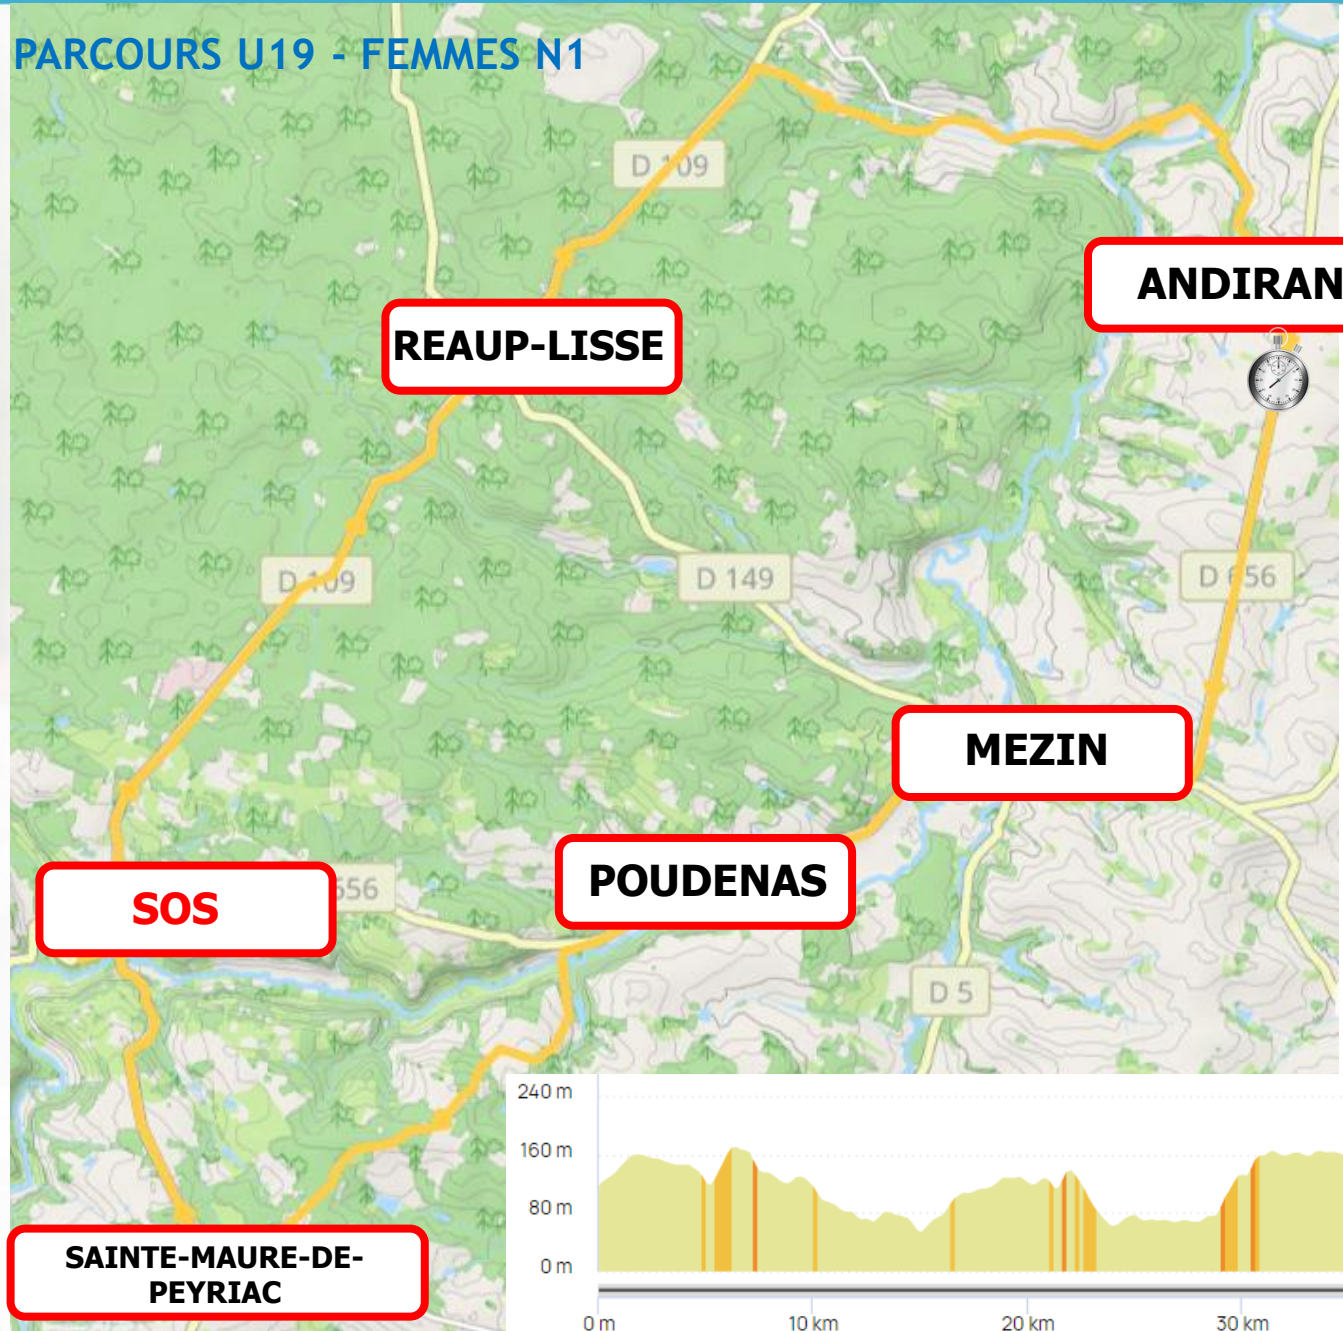 PARCOURS U19 - FEMMES N1
D 109
ANDIRAN
REAUP-LISSE
D 109
D 149
D 656
MEZIN
POUDENAS
656
SOS
D 5
SAINTE-MAURE-DE-
PEYRIAC
240 m
160 m
80 m
0 m
0 m 10 km 20 km 30 km